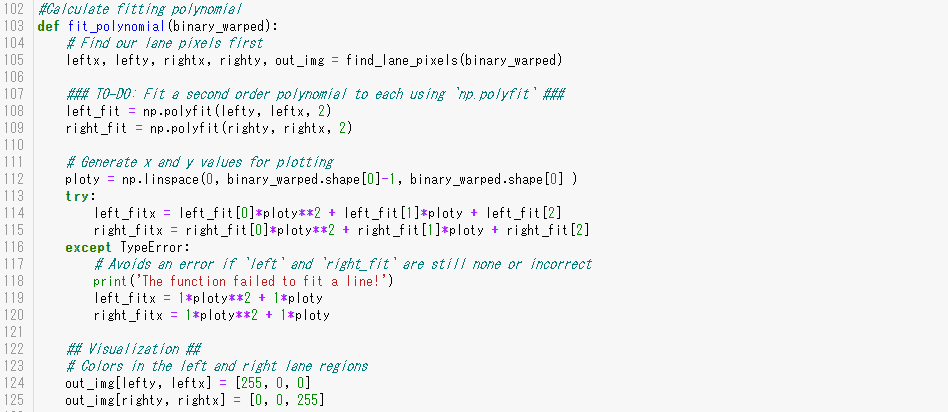 102 #Calculate fitting polynomial
103 def fit_polynomial(binary_warped):
104     # Find our lane pixels first
105     leftx, lefty, rightx, righty, out_img = find_lane_pixels(binary_warped)
106
107     ### TO-DO: Fit a second order polynomial to each using `np.polyfit` ###
108     left_fit = np.polyfit(lefty, leftx, 2)
109     right_fit = np.polyfit(righty, rightx, 2)
110
111     # Generate x and y values for plotting
112     ploty = np.linspace(0, binary_warped.shape[0]-1, binary_warped.shape[0] )
113     try:
114         left_fitx = left_fit[0]*ploty**2 + left_fit[1]*ploty + left_fit[2]
115         right_fitx = right_fit[0]*ploty**2 + right_fit[1]*ploty + right_fit[2]
116     except TypeError:
117         # Avoids an error if `left` and `right_fit` are still none or incorrect
118         print('The function failed to fit a line!')
119         left_fitx = 1*ploty**2 + 1*ploty
120         right_fitx = 1*ploty**2 + 1*ploty
121
122     ## Visualization ##
123     # Colors in the left and right lane regions
124     out_img[lefty, leftx] = [255, 0, 0]
125     out_img[righty, rightx] = [0, 0, 255]